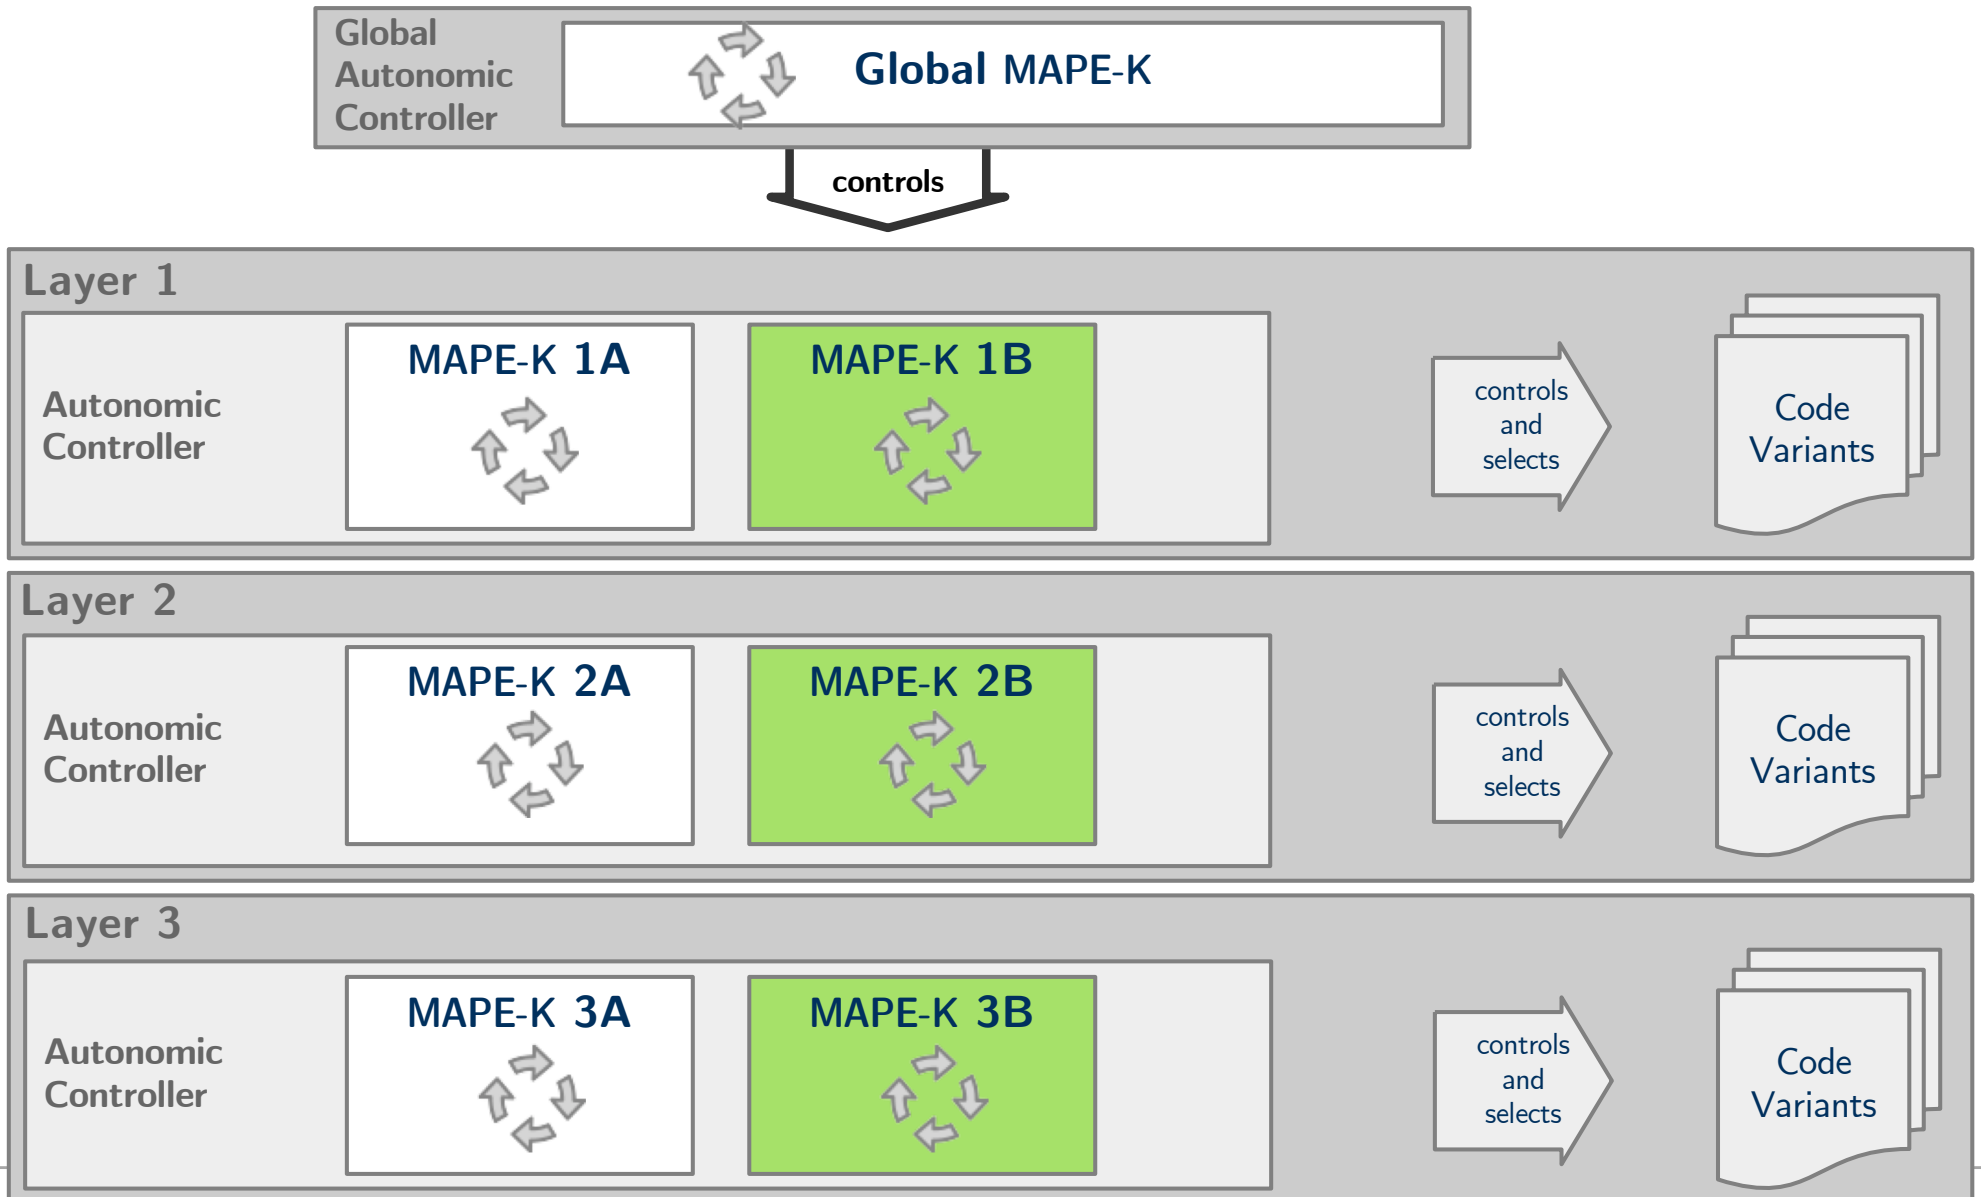 Global
Autonomic
Controller
Global MAPE-K
controls
Layer 1
Autonomic
Controller
MAPE-K 1A
MAPE-K 1B
controls
and
selects
Code
Variants
Layer 2
Autonomic
Controller
MAPE-K 2A
MAPE-K 2B
controls
and
selects
Code
Variants
Layer 3
Autonomic
Controller
MAPE-K 3A
MAPE-K 3B
controls
and
selects
Code
Variants